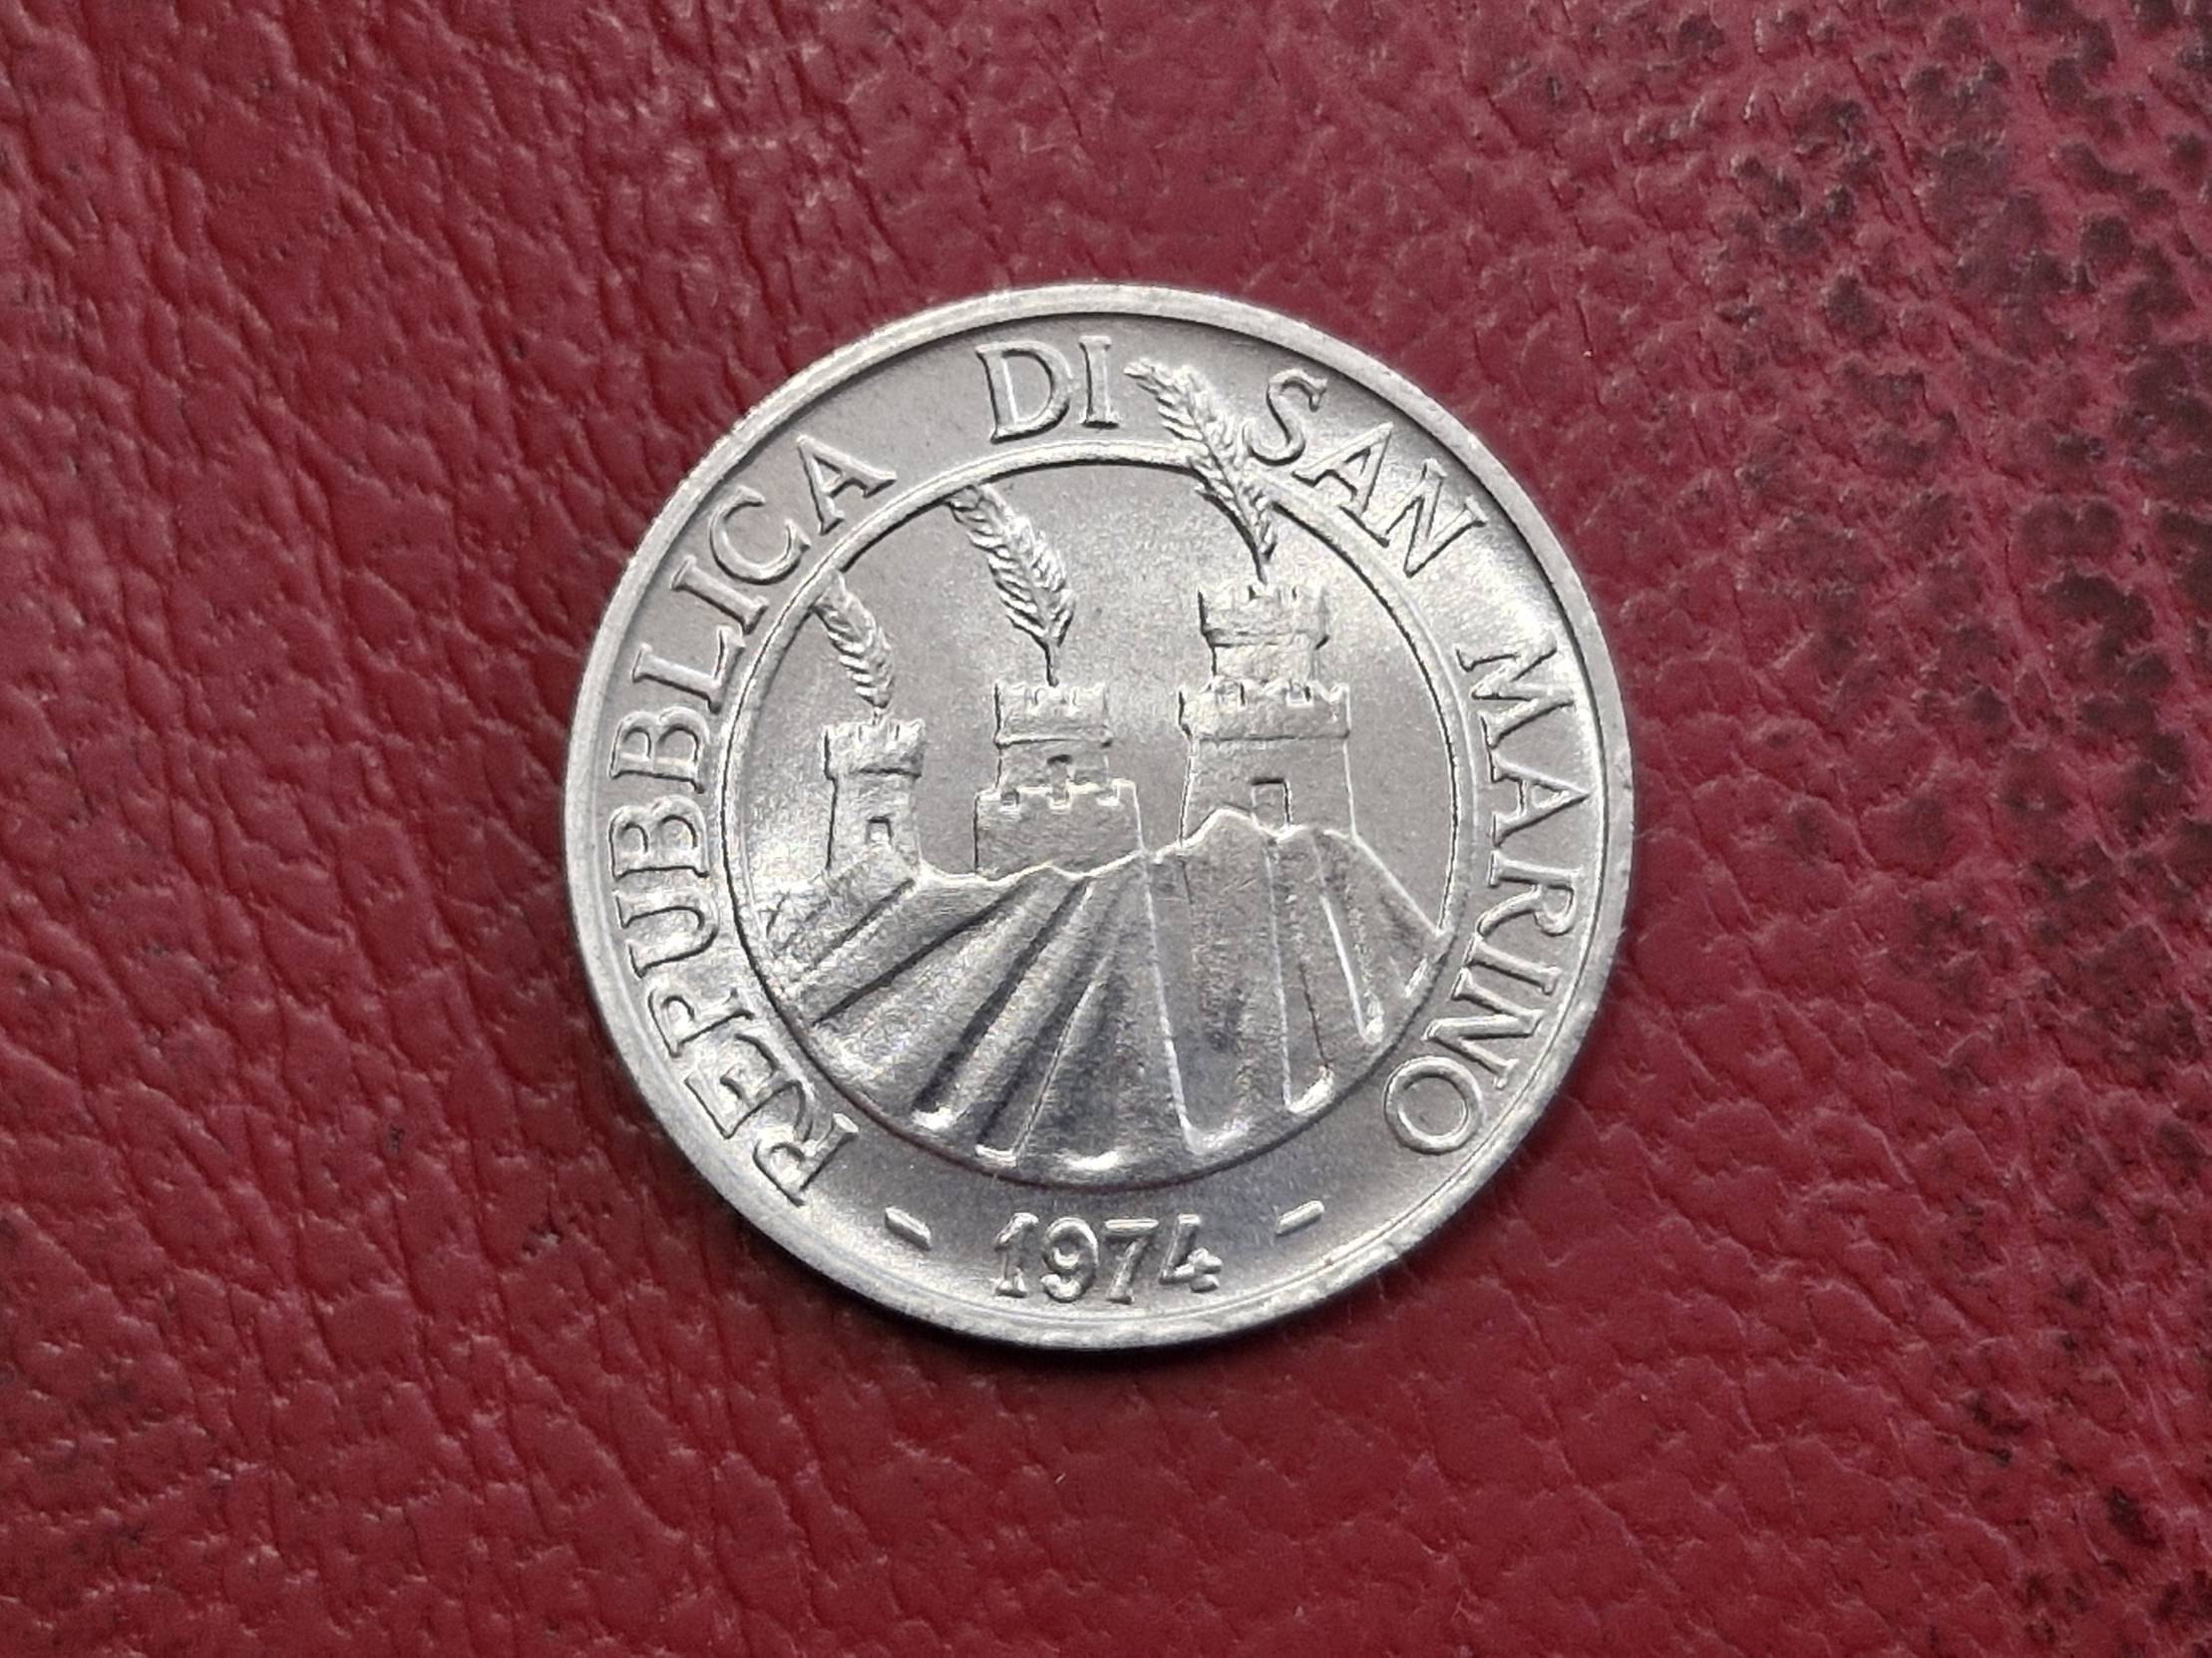 REPUBBLICA DI SAN MARINO
- 1974 -